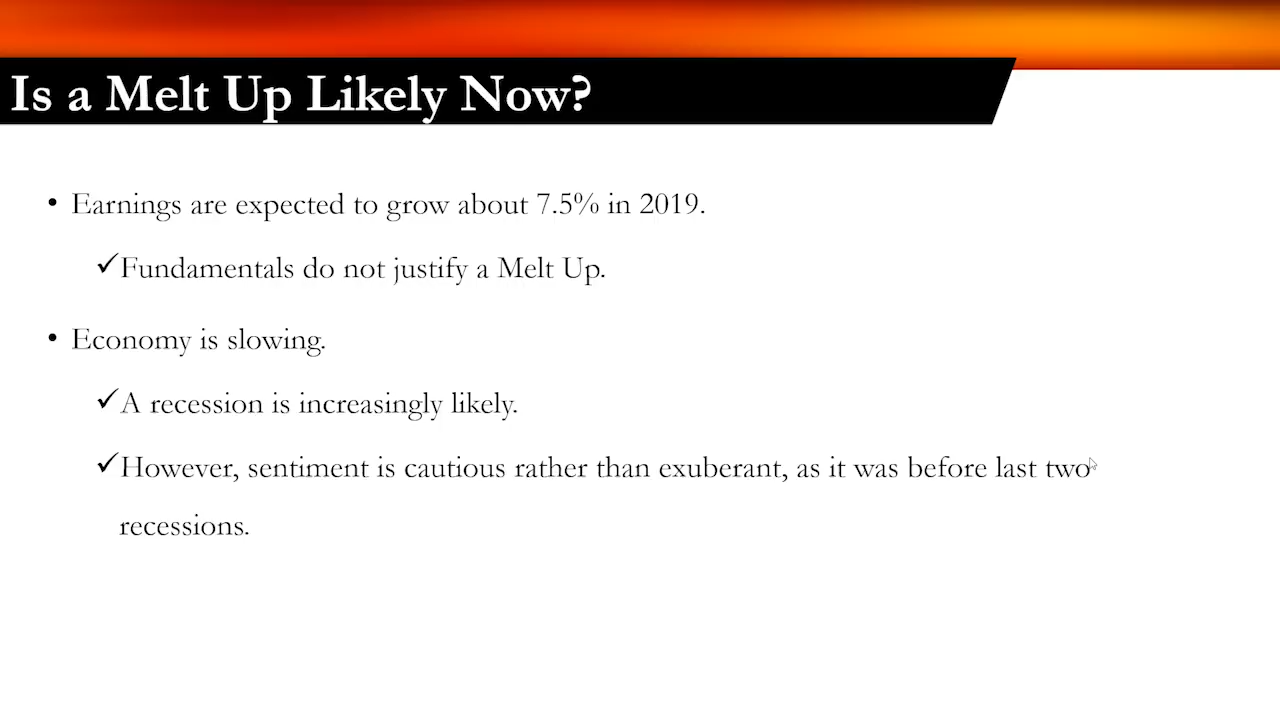 Is a Melt Up Likely Now?
• Earnings are expected to grow about 7.5% in 2019.
✓Fundamentals do not justify a Melt Up.
• Economy is slowing.
✓A recession is increasingly likely.
✓However, sentiment is cautious rather than exuberant, as it was before last two
recessions.